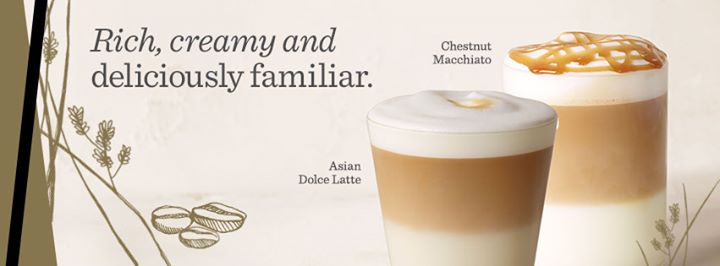 Rich, creamy and
deliciously familiar.
Chestnut
Macchiato
Asian
Dolce Latte